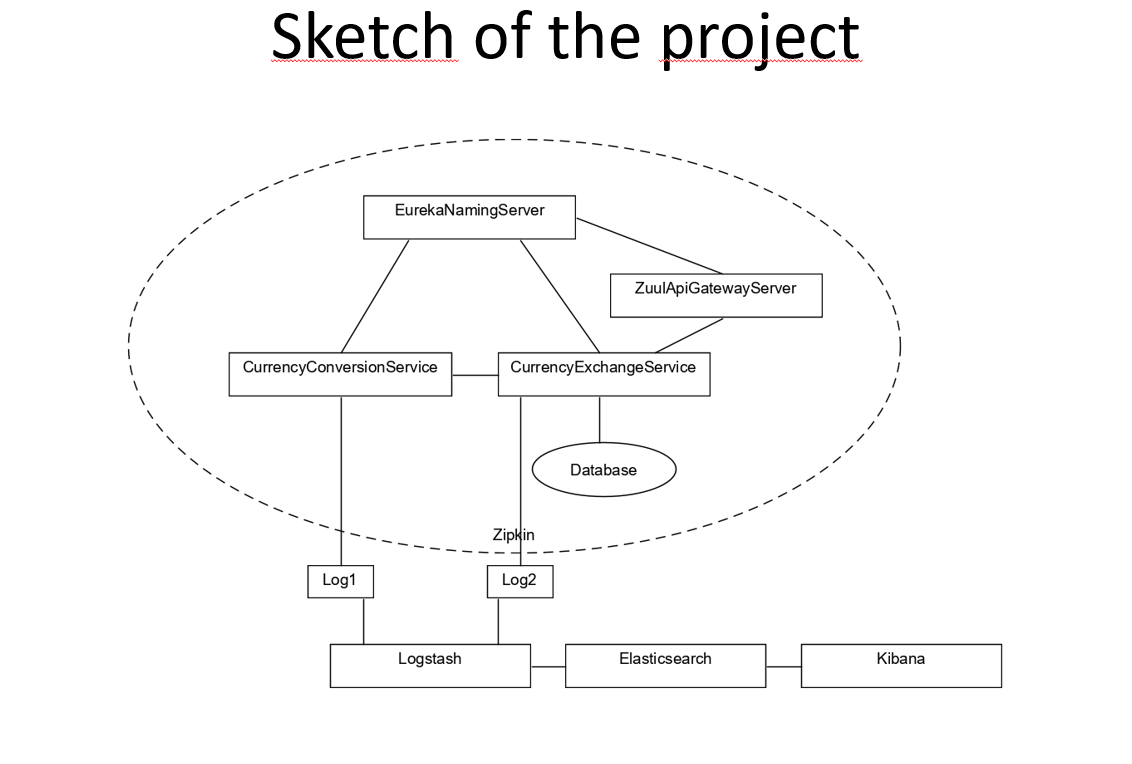 Sketch of the project
EurekaNamingServer
ZuulApiGatewayServer
CurrencyConversionService
CurrencyExchangeService
Database
Zipkin
Log1
Log2
Logstash
Elasticsearch
Kibana